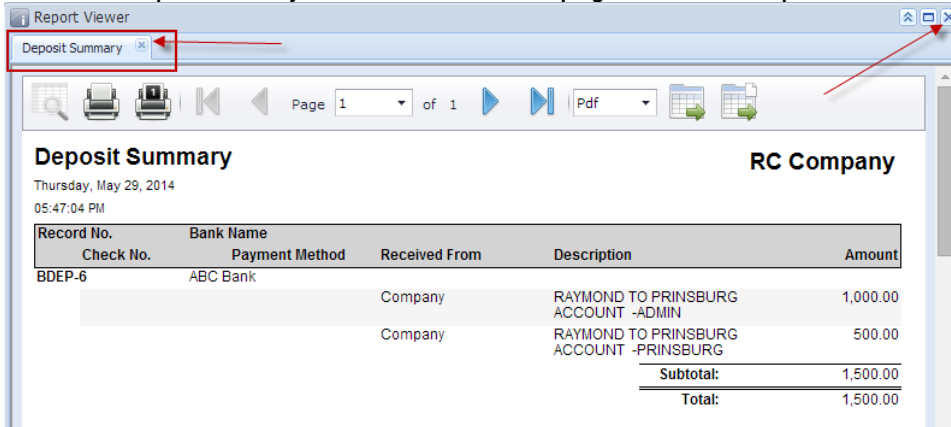 Report Viewer
Deposit Summary
1
Page 1 of 1 Pdf
Deposit Summary
RC Company
Thursday, May 29, 2014
05:47:04 PM
Record No. Bank Name
Check No. Payment Method Received From Description Amount
BDEP-6 ABC Bank
Company RAYMOND TO PRINSBURG 1,000.00
ACCOUNT -ADMIN
Company RAYMOND TO PRINSBURG 500.00
ACCOUNT -PRINSBURG
Subtotal: 1,500.00
Total: 1,500.00